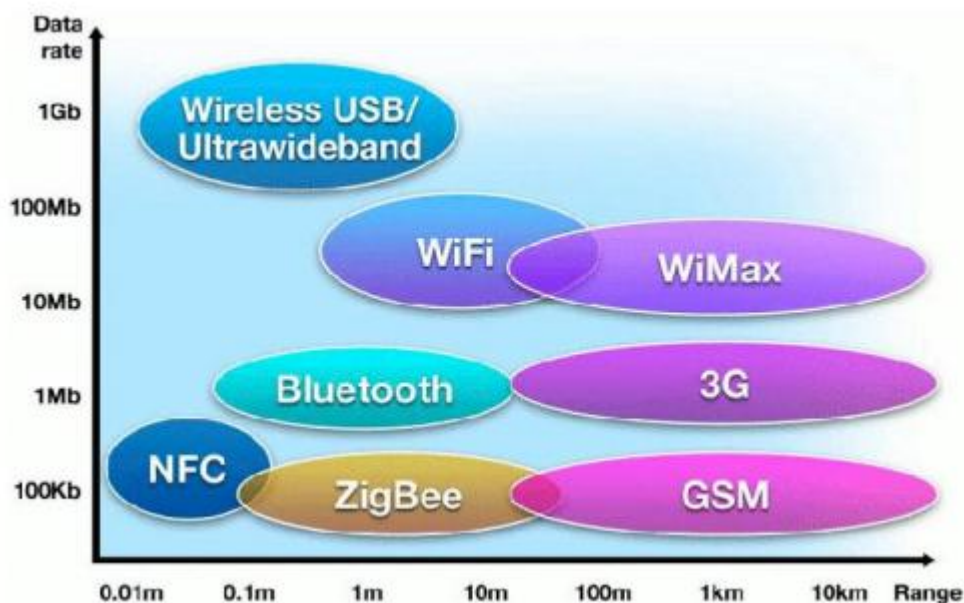 Data
rate
1Gb
Wireless USB/
Ultrawideband
100Mb
WiFi
WiMax
10Mb
Bluetooth
3G
1Mb
NFC
ZigBee
GSM
100Kb
0.01m 0.1m 1m 10m 100m 1km 10km Range